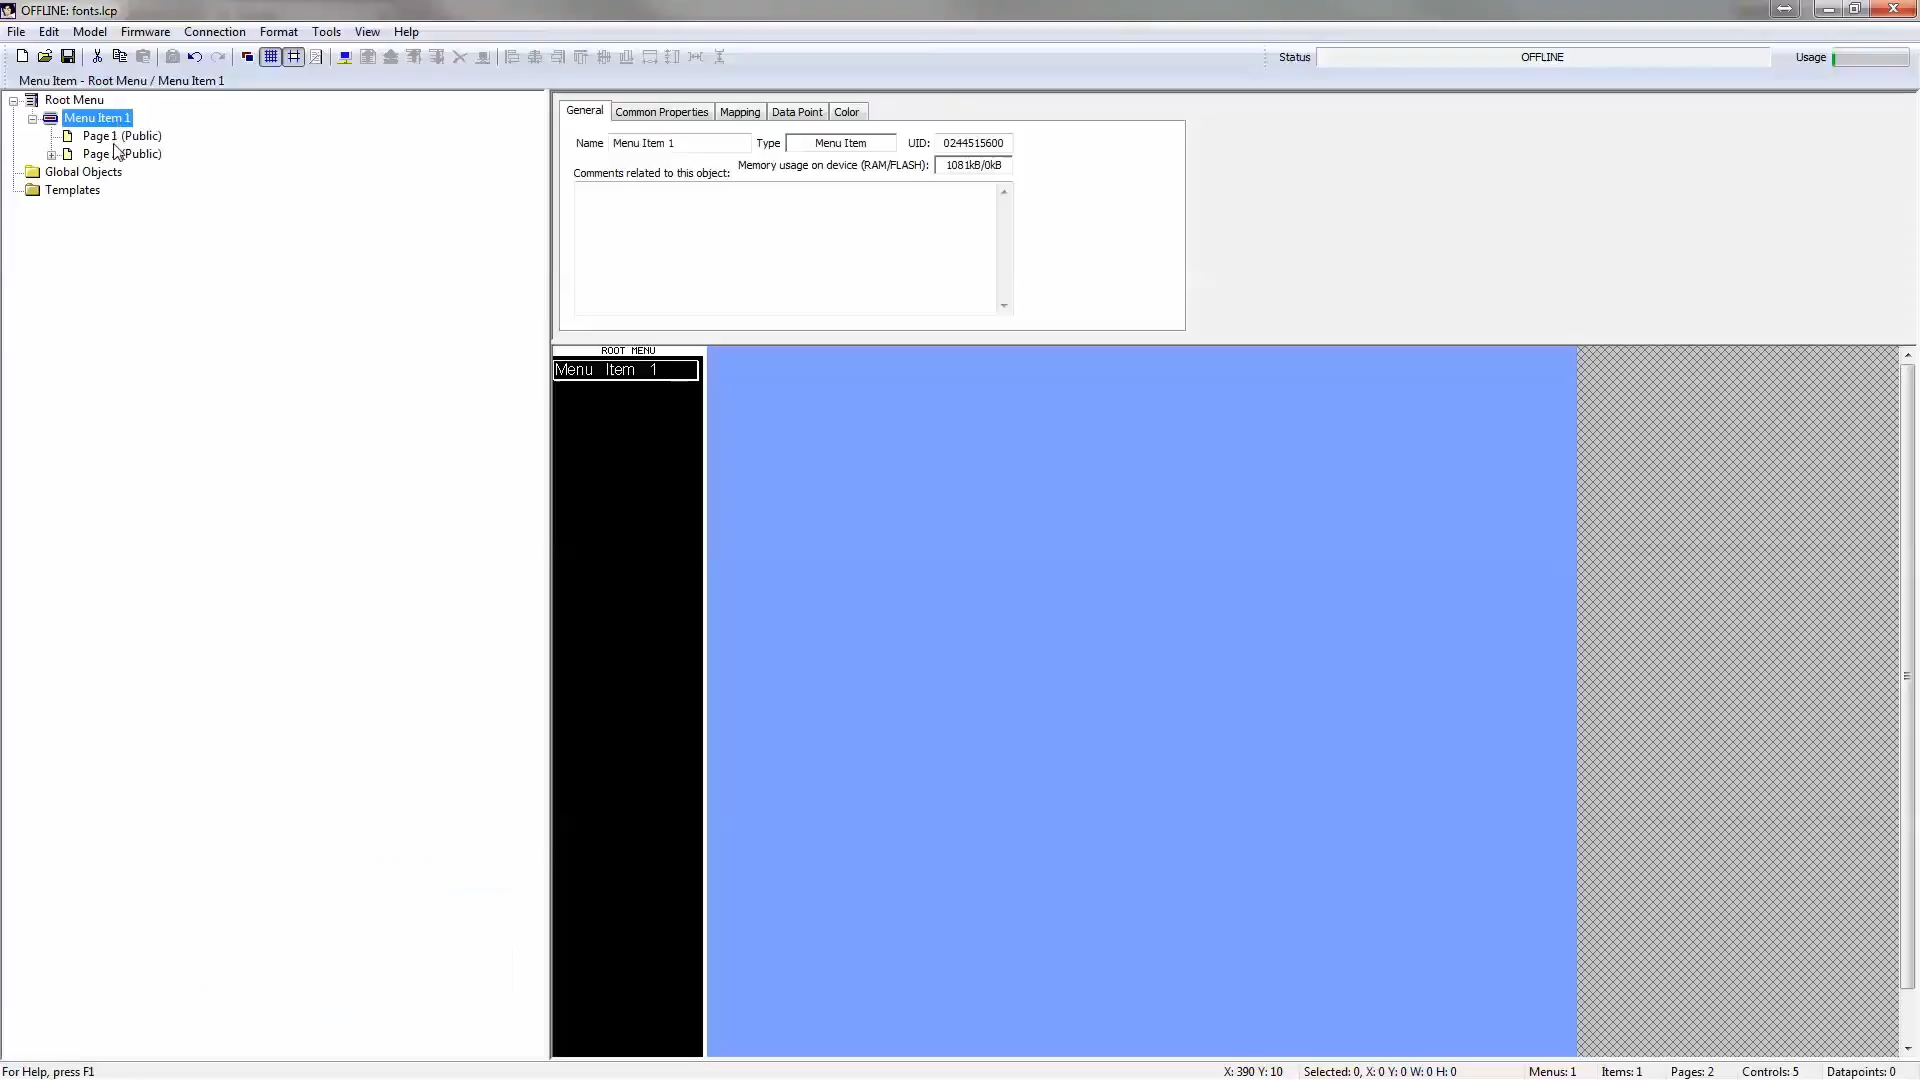 OFFLINE: fonts.lcp
File Edit Model Firmware Connection Format Tools View Help
Status OFFLINE Usage
Menu Item - Root Menu / Menu Item 1
Root Menu
Menu Item 1
Page 1 (Public)
Page (Public)
Global Objects
Templates
General Common Properties Mapping Data Point Color
Name Menu Item 1 Type Menu Item UID: 0244515600
Memory usage on device (RAM/FLASH): 1081kB/0kB
Comments related to this object:
ROOT MENU
Menu Item 1
For Help, press F1
X: 390 Y: 10 Selected: 0, X: 0 Y: 0 W: 0 H: 0 Menus: 1 Items: 1 Pages: 2 Controls: 5 Datapoints: 0